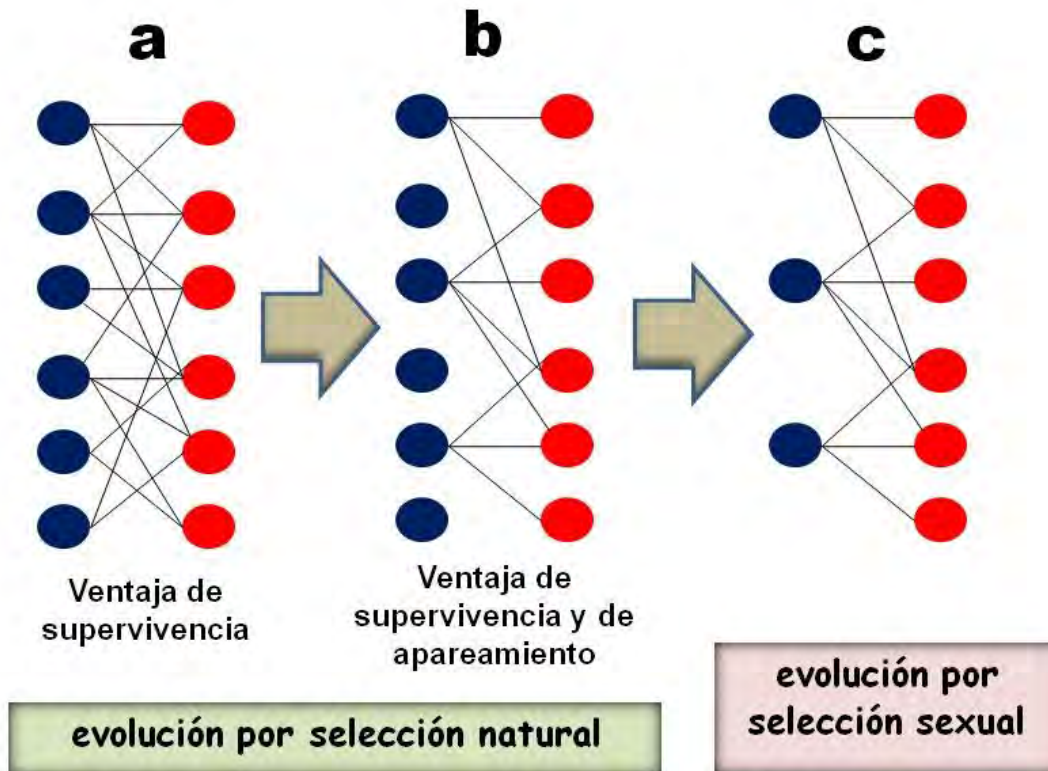 a
b
c
Ventaja de
supervivencia
Ventaja de
supervivencia y de
apareamiento
evolución por selección natural
evolución por
selección sexual